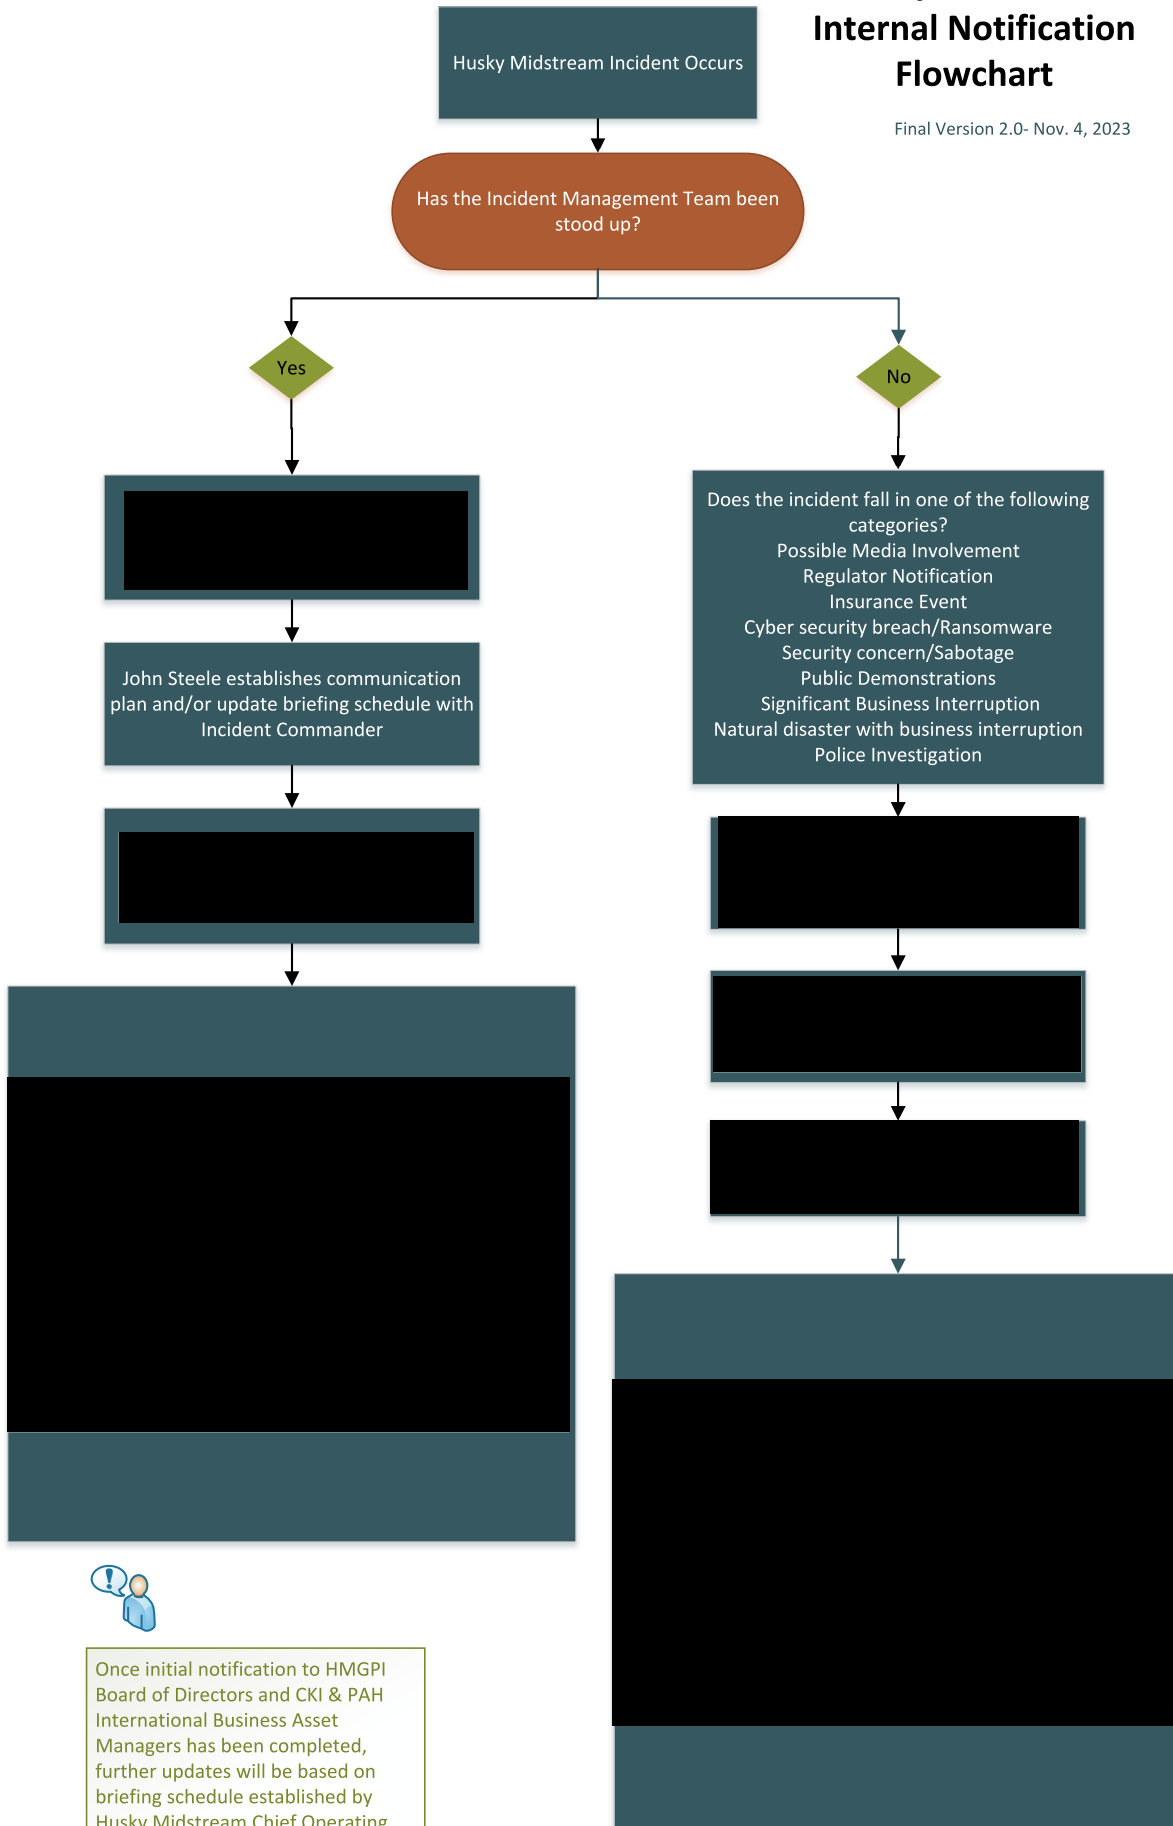 Internal Notification
Flowchart
Final Version 2.0- Nov. 4, 2023
Husky Midstream Incident Occurs
Has the Incident Management Team been
stood up?
Yes
No
John Steele establishes communication
plan and/or update briefing schedule with
Incident Commander
Does the incident fall in one of the following
categories?
Possible Media Involvement
Regulator Notification
Insurance Event
Cyber security breach/Ransomware
Security concern/Sabotage
Public Demonstrations
Significant Business Interruption
Natural disaster with business interruption
Police Investigation
Once initial notification to HMGPI
Board of Directors and CKI & PAH
International Business Asset
Managers has been completed,
further updates will be based on
briefing schedule established by
Husky Midstream Chief Operating